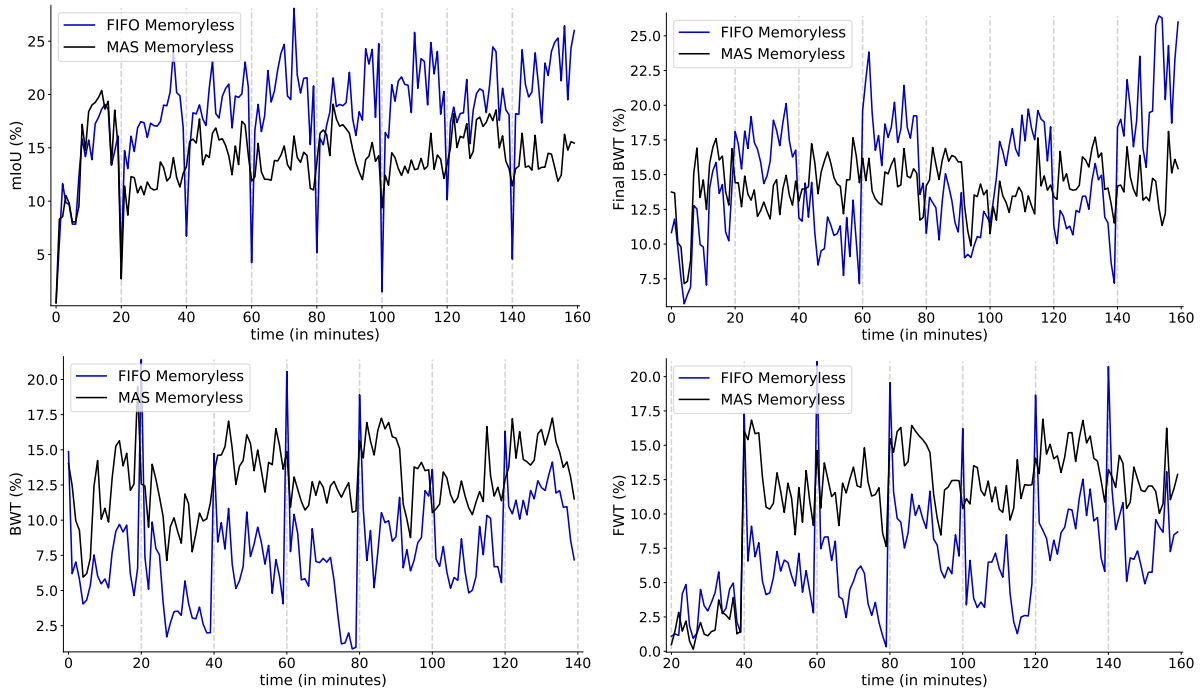 FIFO Memoryless
MAS Memoryless
mIoU (%)
25
20
15
10
5
0 20 40 60 80 100 120 140 160
time (in minutes)
FIFO Memoryless
MAS Memoryless
Final BWT (%)
25.0
22.5
20.0
17.5
15.0
12.5
10.0
7.5
0 20 40 60 80 100 120 140 160
time (in minutes)
FIFO Memoryless
MAS Memoryless
BWT (%)
20.0
17.5
15.0
12.5
10.0
7.5
5.0
2.5
0 20 40 60 80 100 120 140
time (in minutes)
FIFO Memoryless
MAS Memoryless
FWT (%)
20.0
17.5
15.0
12.5
10.0
7.5
5.0
2.5
0.0
20 40 60 80 100 120 140 160
time (in minutes)